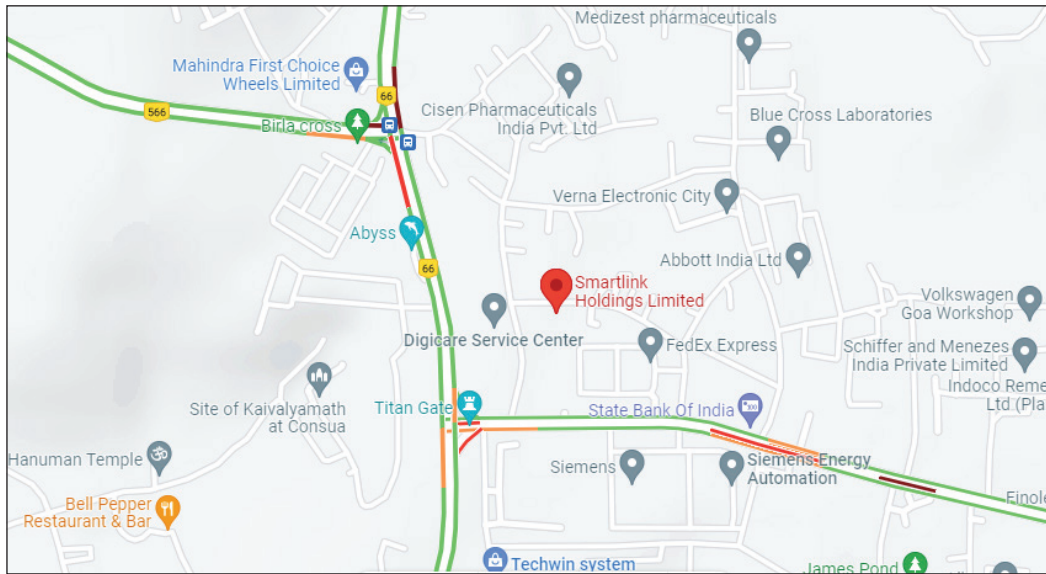 Medizest pharmaceuticals
Mahindra First Choice
Wheels Limited
66
566
Cisen Pharmaceuticals
India Pvt. Ltd
Birla cross
Blue Cross Laboratories
Verna Electronic City
Abyss
66
Abbott India Ltd
Smartlink
Holdings Limited
Volkswagen
Goa Workshop
Digicare Service Center
FedEx Express
Schiffer and Menezes
India Private Limited
Indoco Reme
Ltd (Pla
Site of Kaivalyamath
at Consua
Titan Gate
State Bank Of India
Hanuman Temple
Siemens
Siemens Energy
Automation
Bell Pepper
Restaurant & Bar
Finole
Techwin system
James Pond